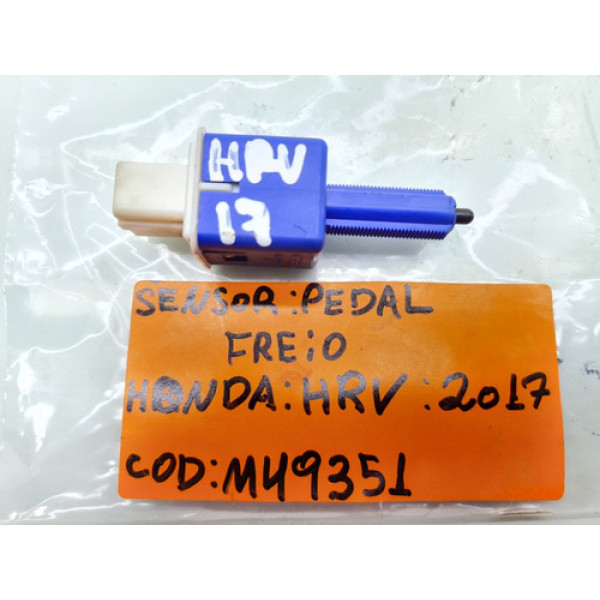 HRV
17
SENSOR:PEDAL
FREiO
HONDA:HRV:2017
COD:M49351